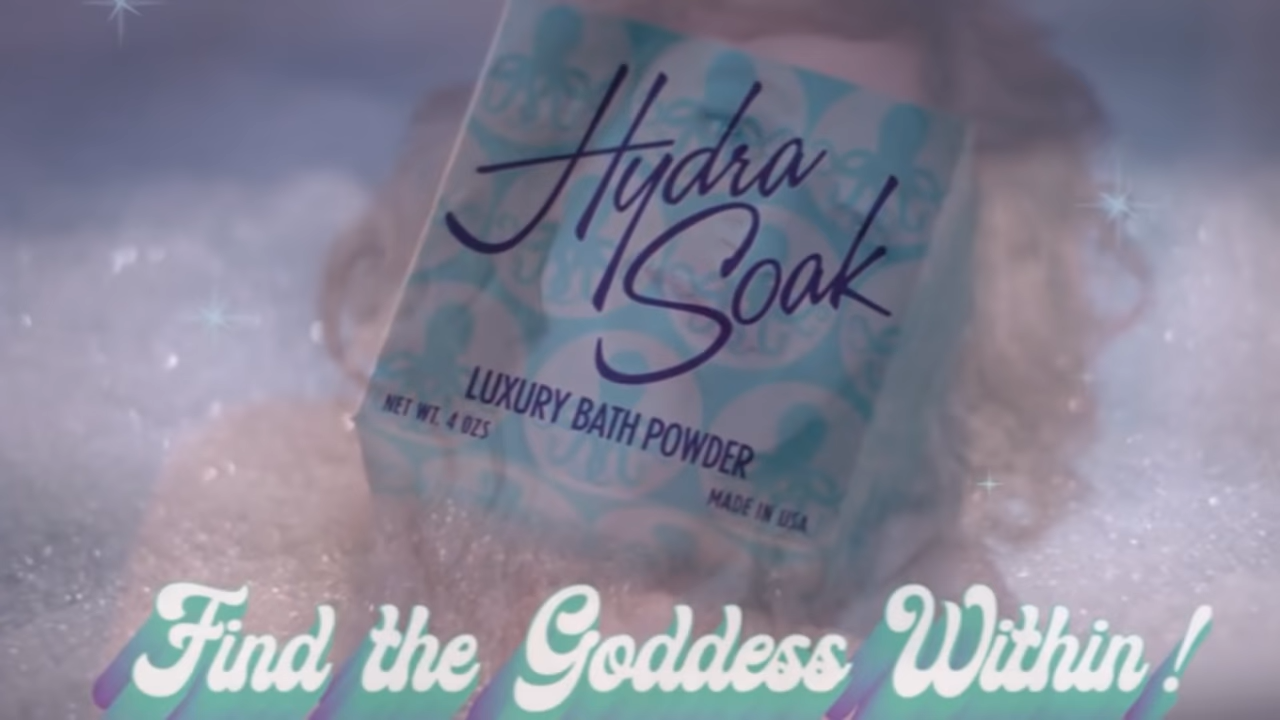 Hydra
Soak
LUXURY BATH POWDER
NET WT. 4 OZS
MADE IN USA
Find the Goddess Within!